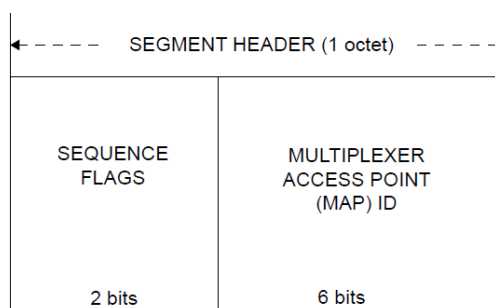 SEGMENT HEADER (1 octet)
SEQUENCE
FLAGS
MULTIPLEXER
ACCESS POINT
(MAP) ID
2 bits
6 bits